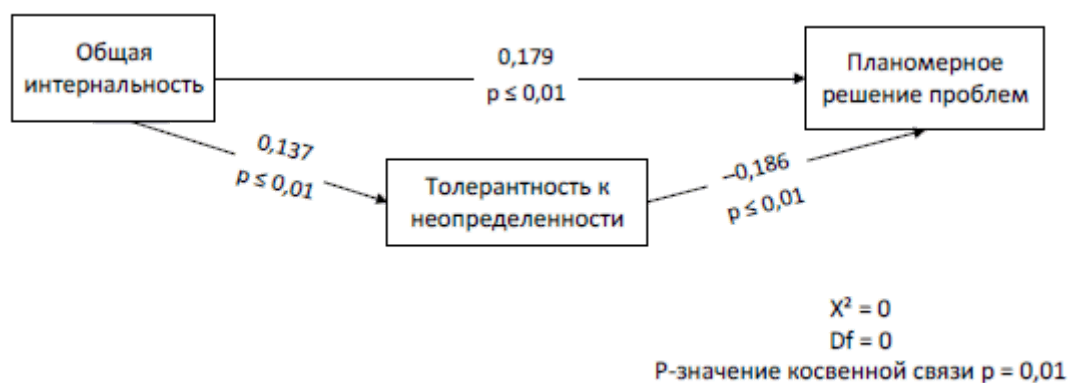 Общая
интернальность
0,179
p ≤ 0,01
Планомерное
решение проблем
0,137
p ≤ 0,01
Толерантность к
неопределенности
–0,186
p ≤ 0,01
X² = 0
Df = 0
P-значение косвенной связи p = 0,01